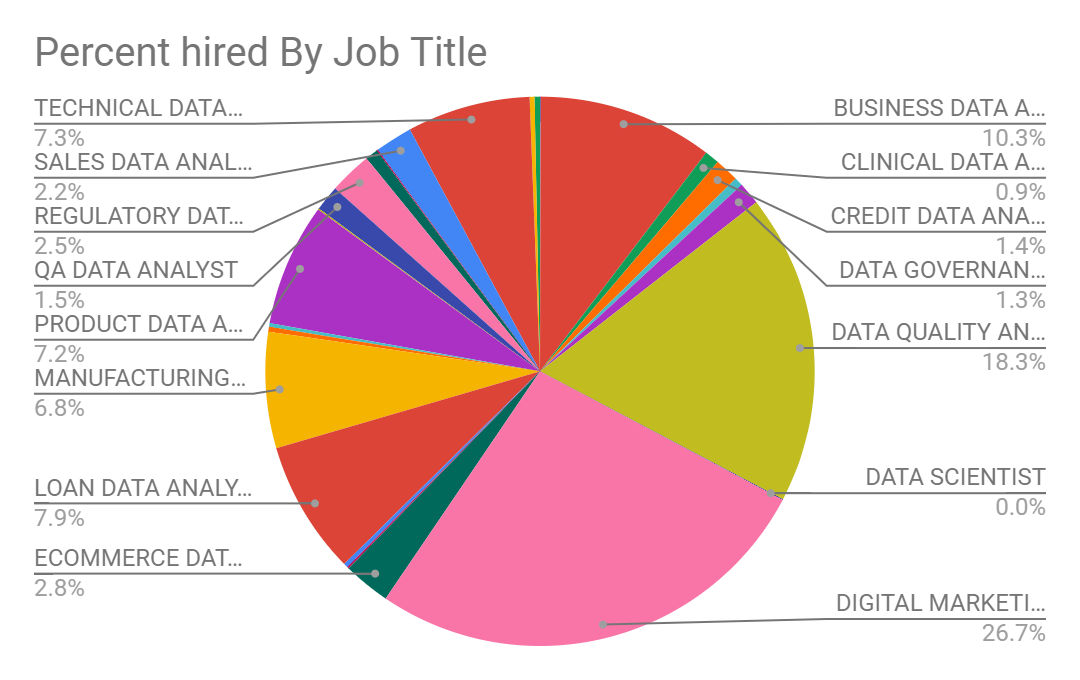 Percent hired By Job Title
TECHNICAL DATA...
7.3%
SALES DATA ANAL...
2.2%
REGULATORY DAT...
2.5%
QA DATA ANALYST
1.5%
PRODUCT DATA A...
7.2%
MANUFACTURING...
6.8%
LOAN DATA ANALY...
7.9%
ECOMMERCE DAT...
2.8%
BUSINESS DATA A...
10.3%
CLINICAL DATA A...
0.9%
CREDIT DATA ANA...
1.4%
DATA GOVERNAN...
1.3%
DATA QUALITY AN...
18.3%
DATA SCIENTIST
0.0%
DIGITAL MARKETI...
26.7%